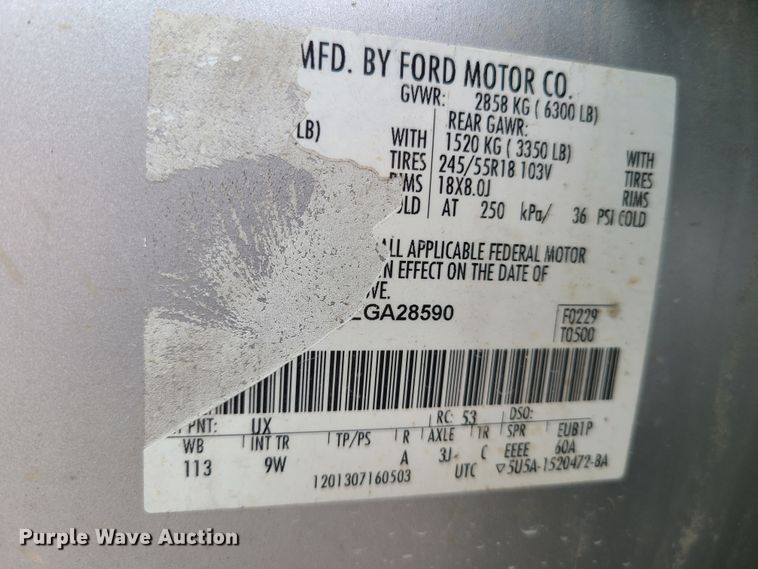 MFD. BY FORD MOTOR CO.
GVWR: 2858 KG ( 6300 LB)
LB) REAR GAWR:
WITH 1520 KG ( 3350 LB) WITH
TIRES 245/55R18 103V TIRES
IMS 18X8.0J RIMS
OLD AT 250 kPa/ 36 PSI COLD
ALL APPLICABLE FEDERAL MOTOR
N EFFECT ON THE DATE OF
VE.
GA28590
F0229
T0500
PNT: UX RC: 53 DSO:
WB INT TR TP/PS R AXLE TR SPR EUB1P
113 9W A 3J C EEEE 60A
1201307160503 UTC ▽5U5A-1520472-BA
Purple Wave Auction